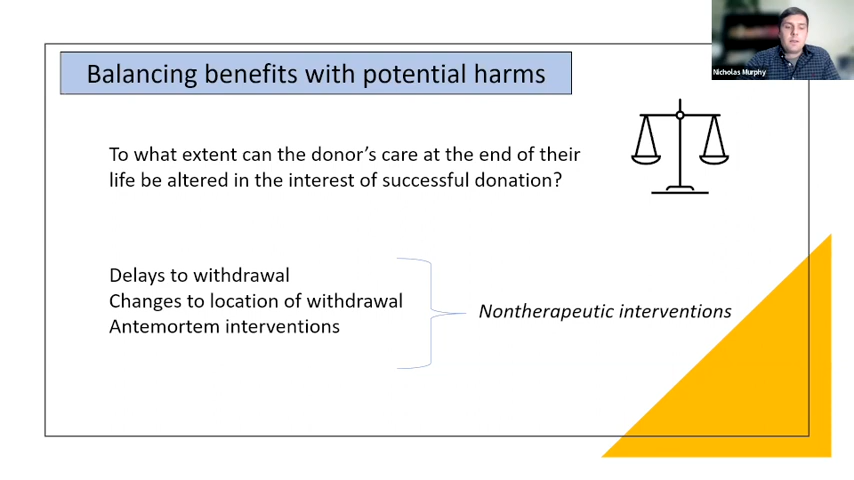 Balancing benefits with potential harms
Nicholas Murphy
To what extent can the donor's care at the end of their
life be altered in the interest of successful donation?
Delays to withdrawal
Changes to location of withdrawal
Antemortem interventions
Nontherapeutic interventions